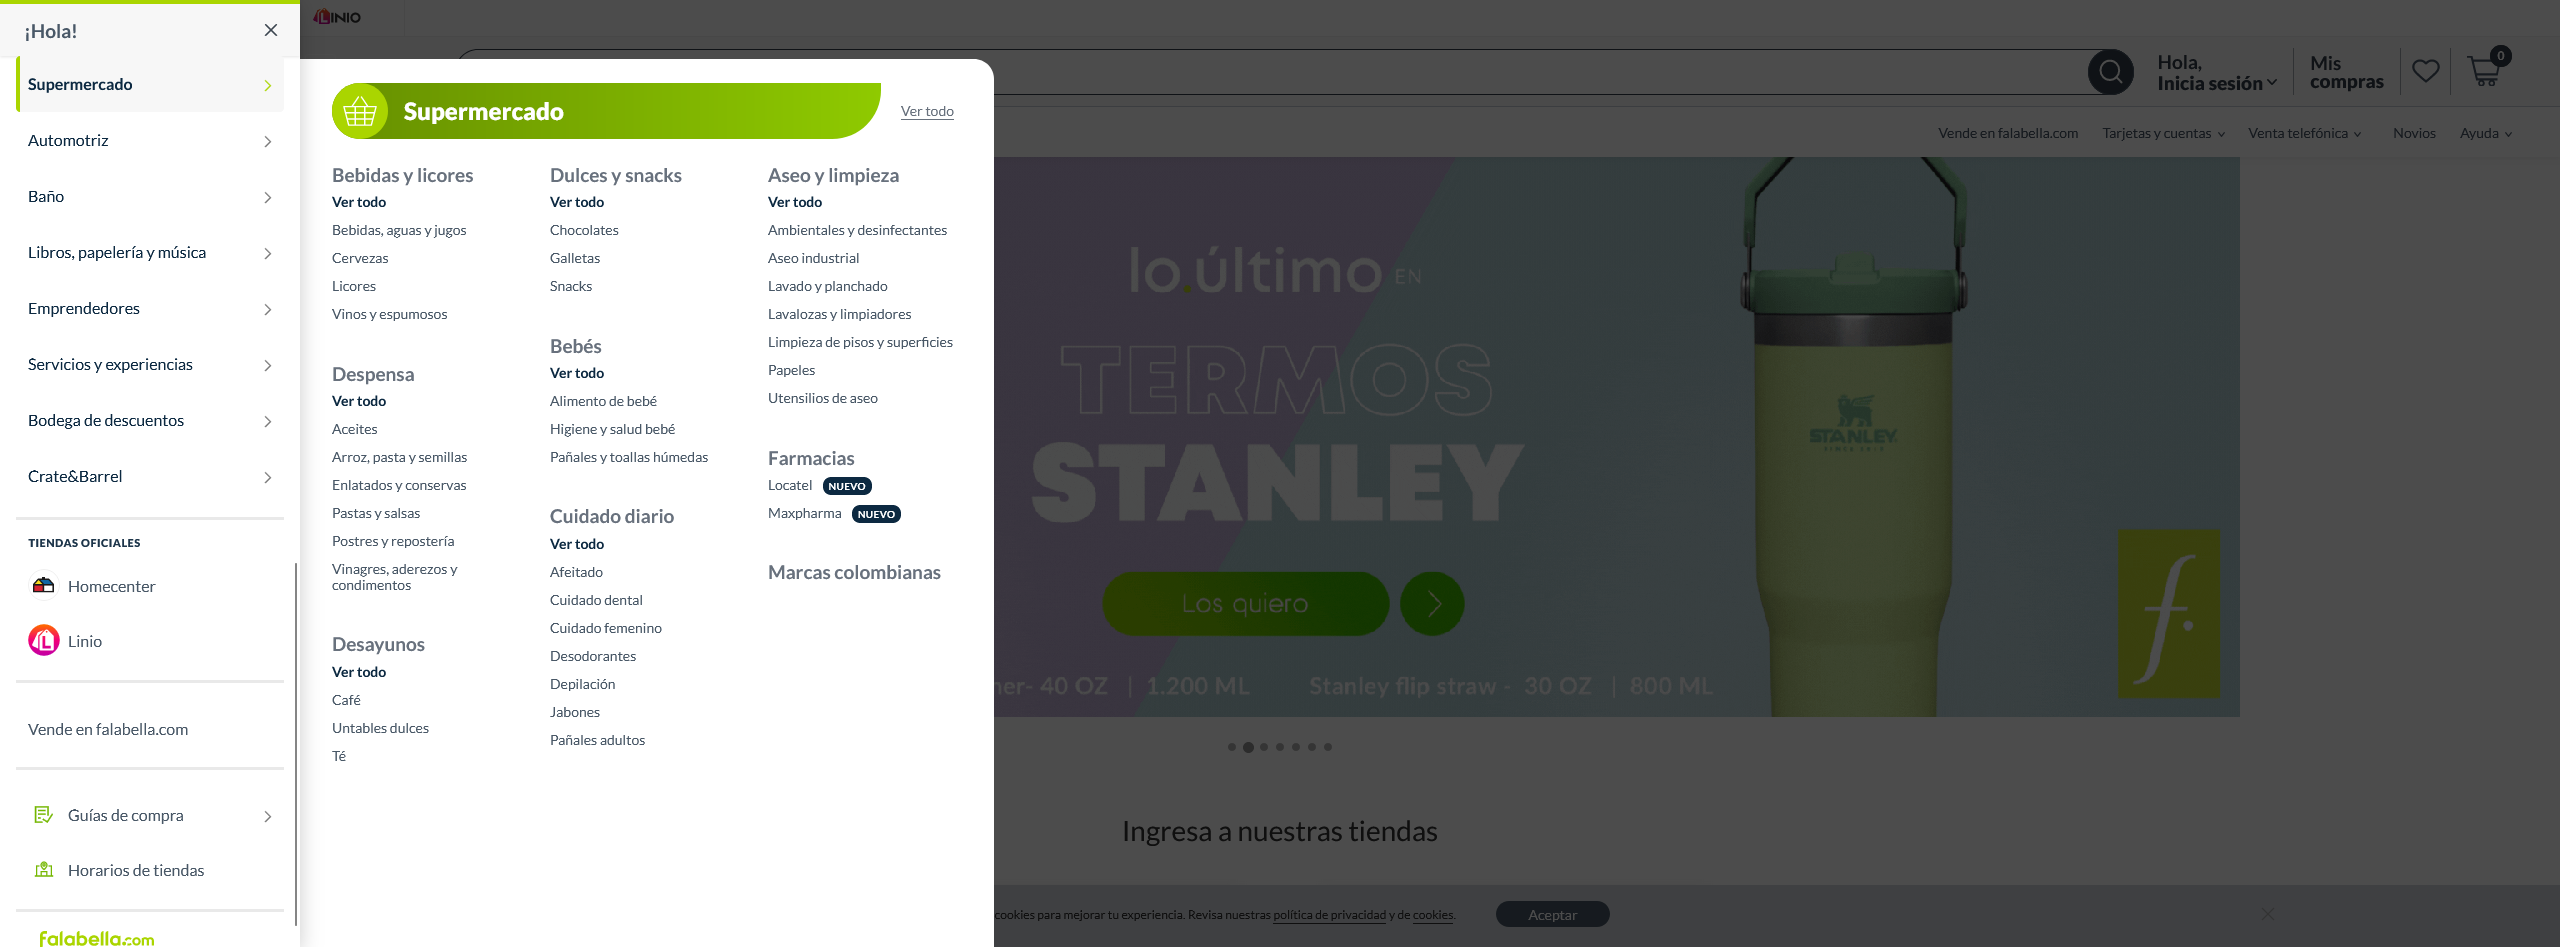 ¡Hola!
Supermercado
Automotriz
Baño
Libros, papelería y música
Emprendedores
Servicios y experiencias
Bodega de descuentos
Crate&Barrel
TIENDAS OFICIALES
Homecenter
Linio
Vende en falabella.com
Guías de compra
Horarios de tiendas
falabella.com
Supermercado
Ver todo
Bebidas y licores
Ver todo
Bebidas, aguas y jugos
Cervezas
Licores
Vinos y espumosos
Despensa
Ver todo
Aceites
Arroz, pasta y semillas
Enlatados y conservas
Pastas y salsas
Postres y repostería
Vinagres, aderezos y
condimentos
Desayunos
Ver todo
Café
Untables dulces
Té
Dulces y snacks
Ver todo
Chocolates
Galletas
Snacks
Bebés
Ver todo
Alimento de bebé
Higiene y salud bebé
Pañales y toallas húmedas
Cuidado diario
Ver todo
Afeitado
Cuidado dental
Cuidado femenino
Desodorantes
Depilación
Jabones
Pañales adultos
Aseo y limpieza
Ver todo
Ambientales y desinfectantes
Aseo industrial
Lavado y planchado
Lavalozas y limpiadores
Limpieza de pisos y superficies
Papeles
Utensilios de aseo
Farmacias
Locatel NUEVO
Maxpharma NUEVO
Marcas colombianas
LINIO
Hola,
Inicia sesión
Mis
compras
0
Vende en falabella.com Tarjetas y cuentas Venta telefónica Novios Ayuda
lo.último EN
TERMOS
STANLEY
Los quiero
40 OZ | 1.200 ML Stanley flip straw - 30 OZ | 800 ML
STANLEY
f.
Ingresa a nuestras tiendas
cookies para mejorar tu experiencia. Revisa nuestras política de privacidad y de cookies.
Aceptar